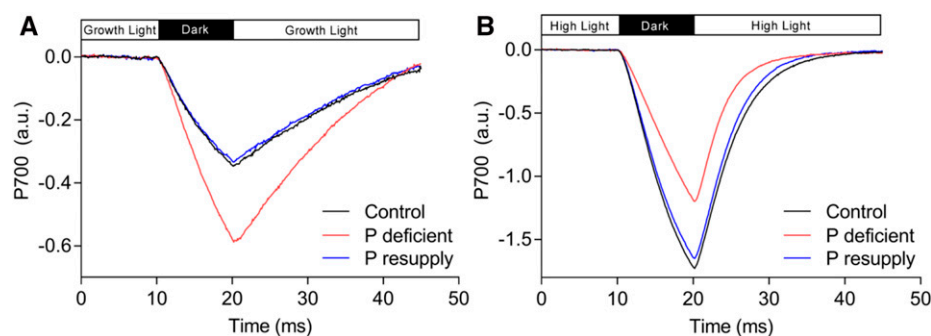 A
Growth Light Dark Growth Light
P700 (a.u.)
0.0
-0.2
-0.4
-0.6
Control
P deficient
P resupply
0 10 20 30 40 50
Time (ms)
B
High Light Dark High Light
P700 (a.u.)
0.0
-0.5
-1.0
-1.5
Control
P deficient
P resupply
0 10 20 30 40 50
Time (ms)